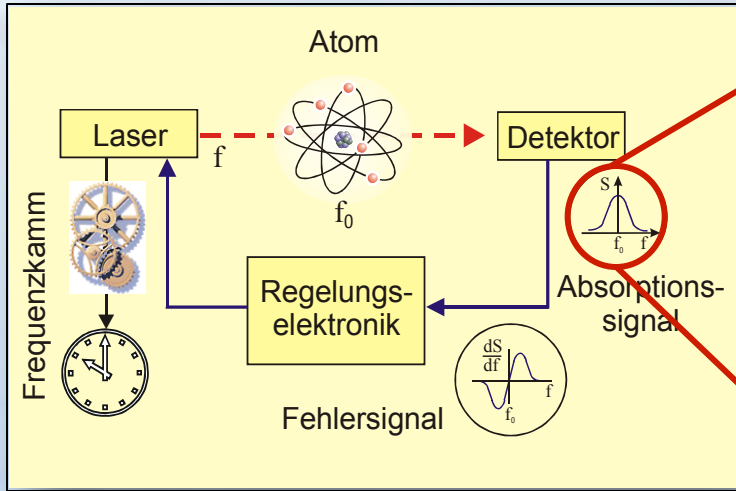 Atom
Laser
Detektor
f
f₀
S
f₀ f
Absorptions-
signal
Frequenzkamm
Regelungs-
elektronik
dS
df
f
f₀
Fehlersignal